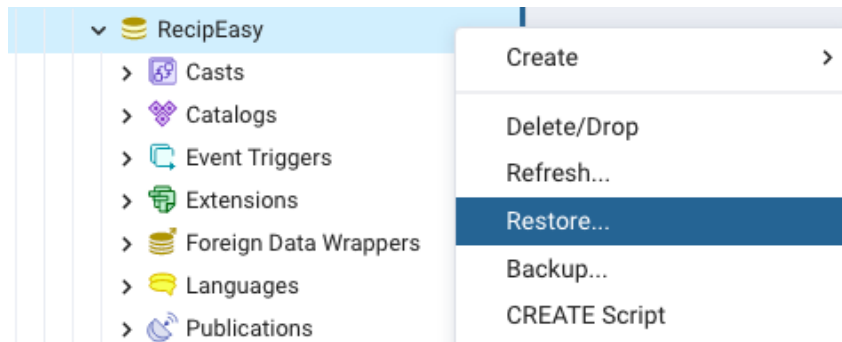 RecipEasy
Casts
Catalogs
Event Triggers
Extensions
Foreign Data Wrappers
Languages
Publications
Create
Delete/Drop
Refresh...
Restore...
Backup...
CREATE Script